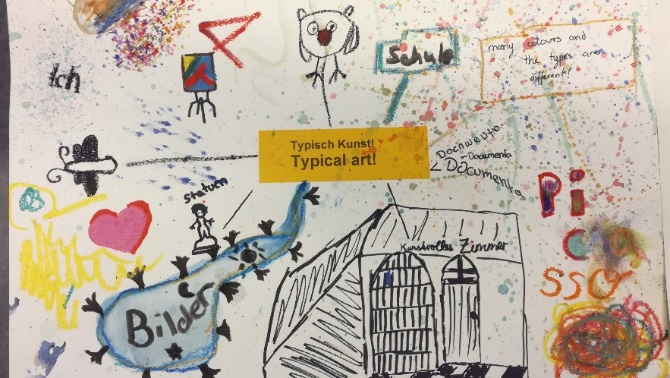 Ich
Schule
many colours and
the types are
different!
Typisch Kunst!
Typical art!
Documenta
Documenta
Statuen
Pi
c
sso
Kunstvolles Zimmer
Bilder